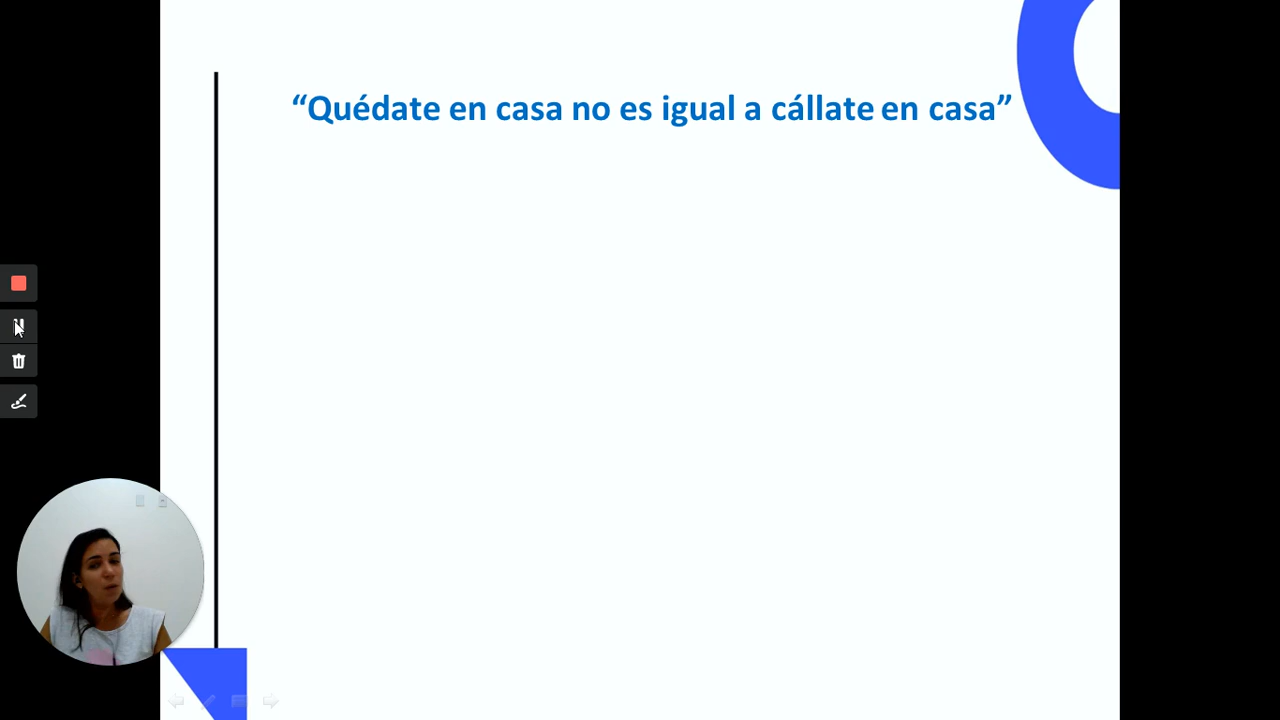 “Quédate en casa no es igual a cállate en casa”